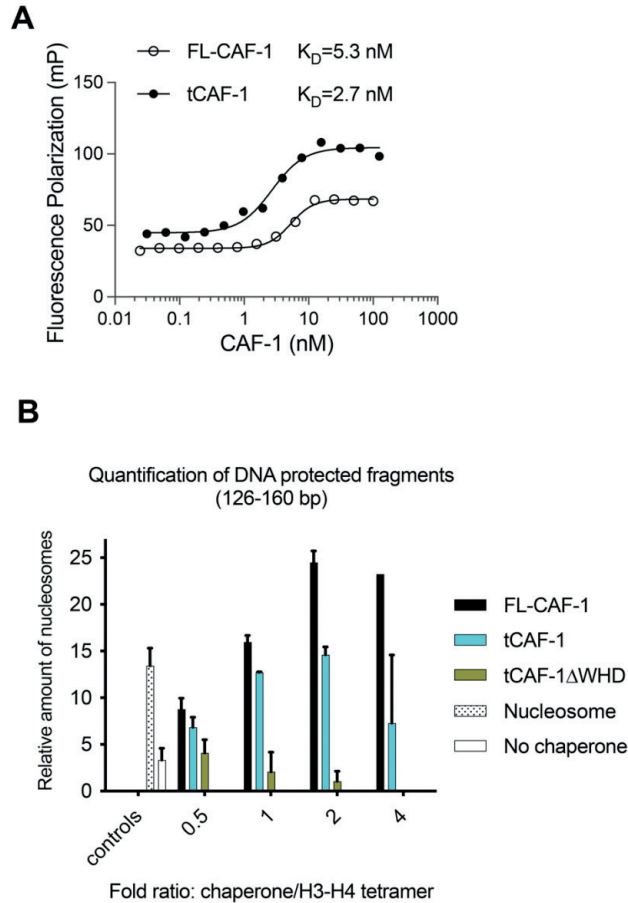 A
FL-CAF-1 K_D=5.3 nM
tCAF-1 K_D=2.7 nM
Fluorescence Polarization (mP)
150
100
50
0
0.01 0.1 1 10 100 1000
CAF-1 (nM)
B
Quantification of DNA protected fragments
(126-160 bp)
Relative amount of nucleosomes
25
20
15
10
5
0
controls 0.5 1 2 4
Fold ratio: chaperone/H3-H4 tetramer
FL-CAF-1
tCAF-1
tCAF-1ΔWHD
Nucleosome
No chaperone